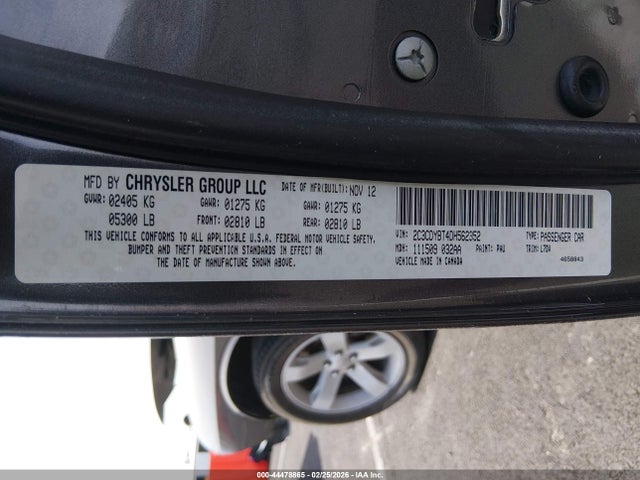 MFD BY CHRYSLER GROUP LLC DATE OF MFR(BUILT): NOV 12
GVWR: 02405 KG GAWR: 01275 KG GAWR: 01275 KG
05300 LB FRONT: 02810 LB REAR: 02810 LB
THIS VEHICLE CONFORMS TO ALL APPLICABLE U.S.A. FEDERAL MOTOR VEHICLE SAFETY,
BUMPER AND THEFT PREVENTION STANDARDS IN EFFECT ON
THE DATE OF MANUFACTURE SHOWN ABOVE.
VIN: 2C3CDYBT4DH562352 TYPE: PASSENGER CAR
MDH: 111509 032AA PAINT: PAU TRIM: L7DA
VEHICLE MADE IN CANADA 4658843
000-44478865 - 02/25/2026 - IAA Inc.